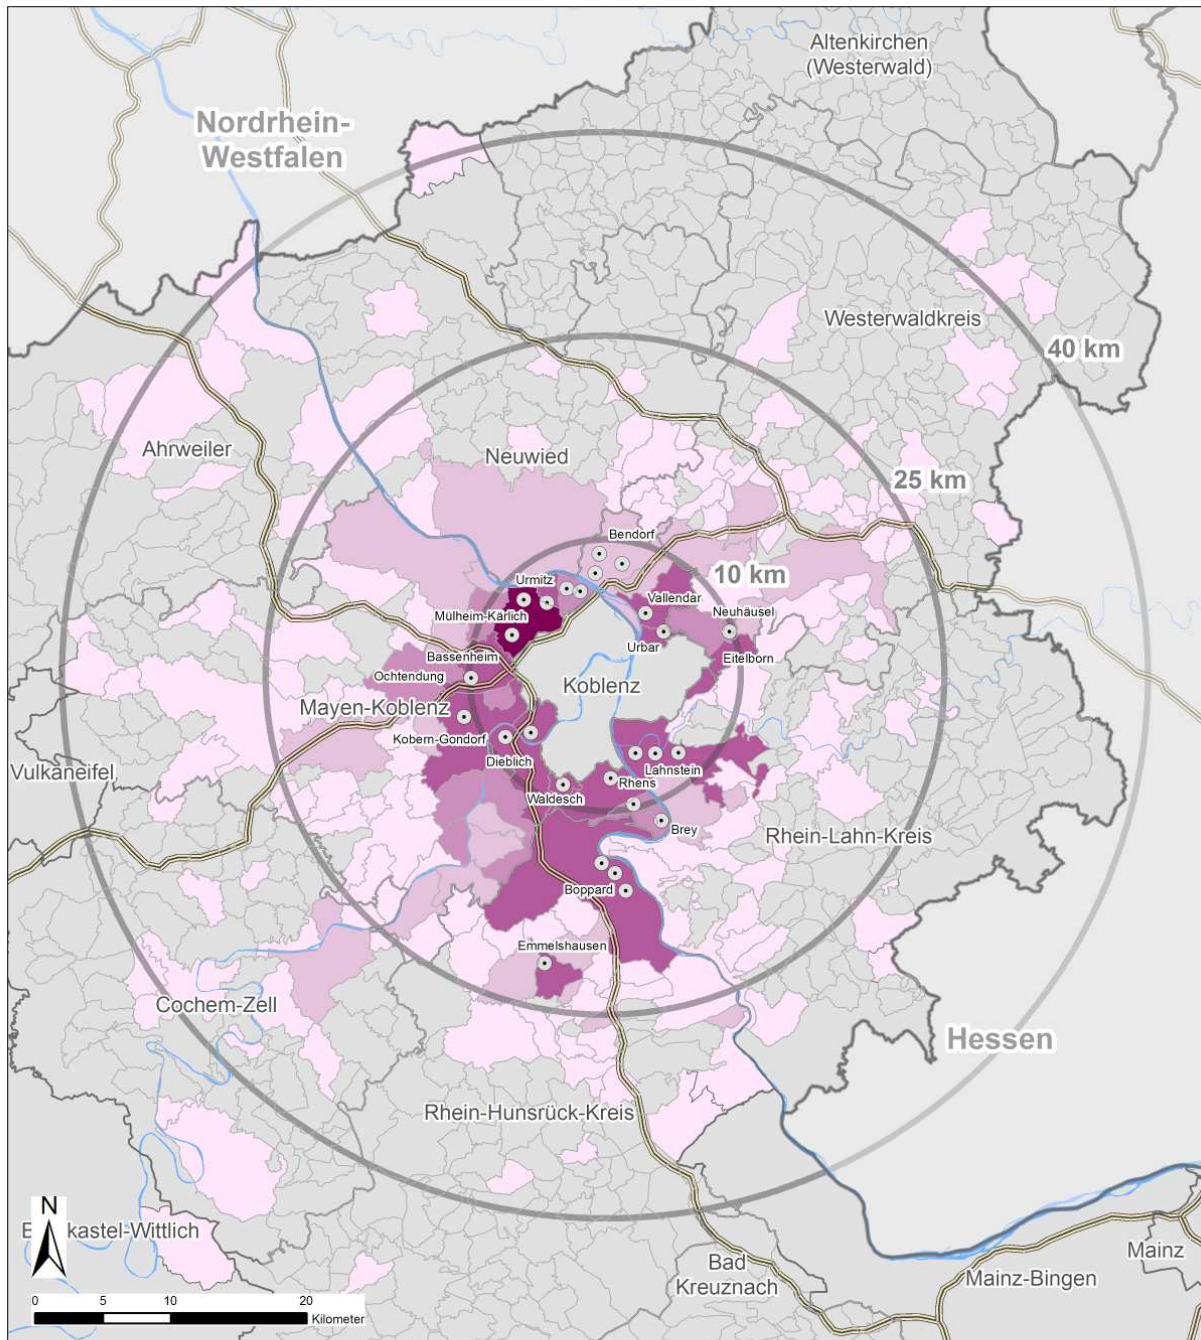 Altenkirchen
(Westerwald)
Nordrhein-
Westfalen
Westerwaldkreis
40 km
Ahrweiler
Neuwied
25 km
Bendorf
10 km
Urmitz
Vallendar
Neuhäusel
Mülheim-Kärlich
Urbar
Bassenheim
Eitelborn
Ochtendung
Koblenz
Mayen-Koblenz
Kobern-Gondorf
Dieblich
Lahnstein
Vulkaneifel
Rhens
Waldesch
Brey
Rhein-Lahn-Kreis
Boppard
Emmelshausen
Cochem-Zell
Hessen
Rhein-Hunsrück-Kreis
N
kastel-Wittlich
Bad
Kreuznach
Mainz
Mainz-Bingen
0 5 10 20
Kilometer